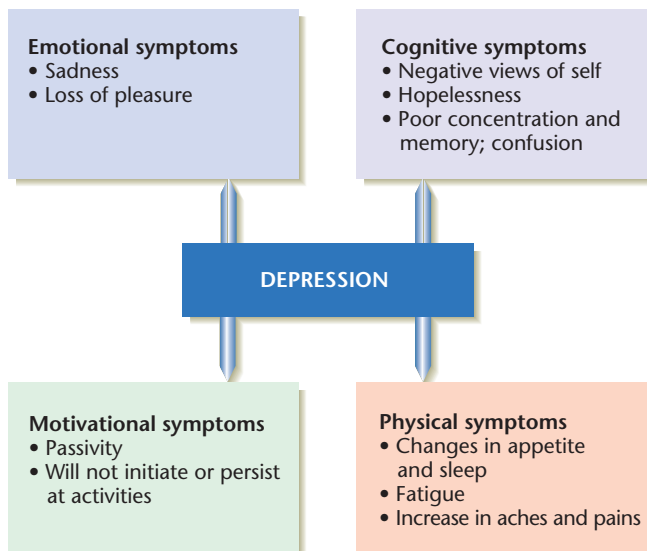 Emotional symptoms
• Sadness
• Loss of pleasure
Cognitive symptoms
• Negative views of self
• Hopelessness
• Poor concentration and
memory; confusion
DEPRESSION
Motivational symptoms
• Passivity
• Will not initiate or persist
at activities
Physical symptoms
• Changes in appetite
and sleep
• Fatigue
• Increase in aches and pains